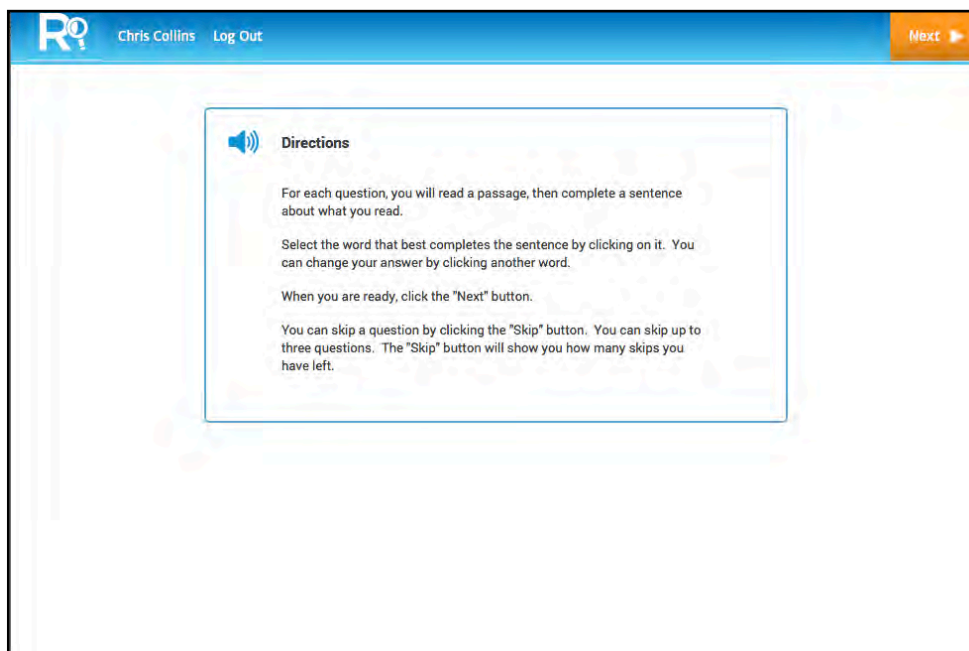 RI Chris Collins Log Out Next
Directions
For each question, you will read a passage, then complete a sentence
about what you read.
Select the word that best completes the sentence by clicking on it. You
can change your answer by clicking another word.
When you are ready, click the "Next" button.
You can skip a question by clicking the "Skip" button. You can skip up to
three questions. The "Skip" button will show you how many skips you
have left.